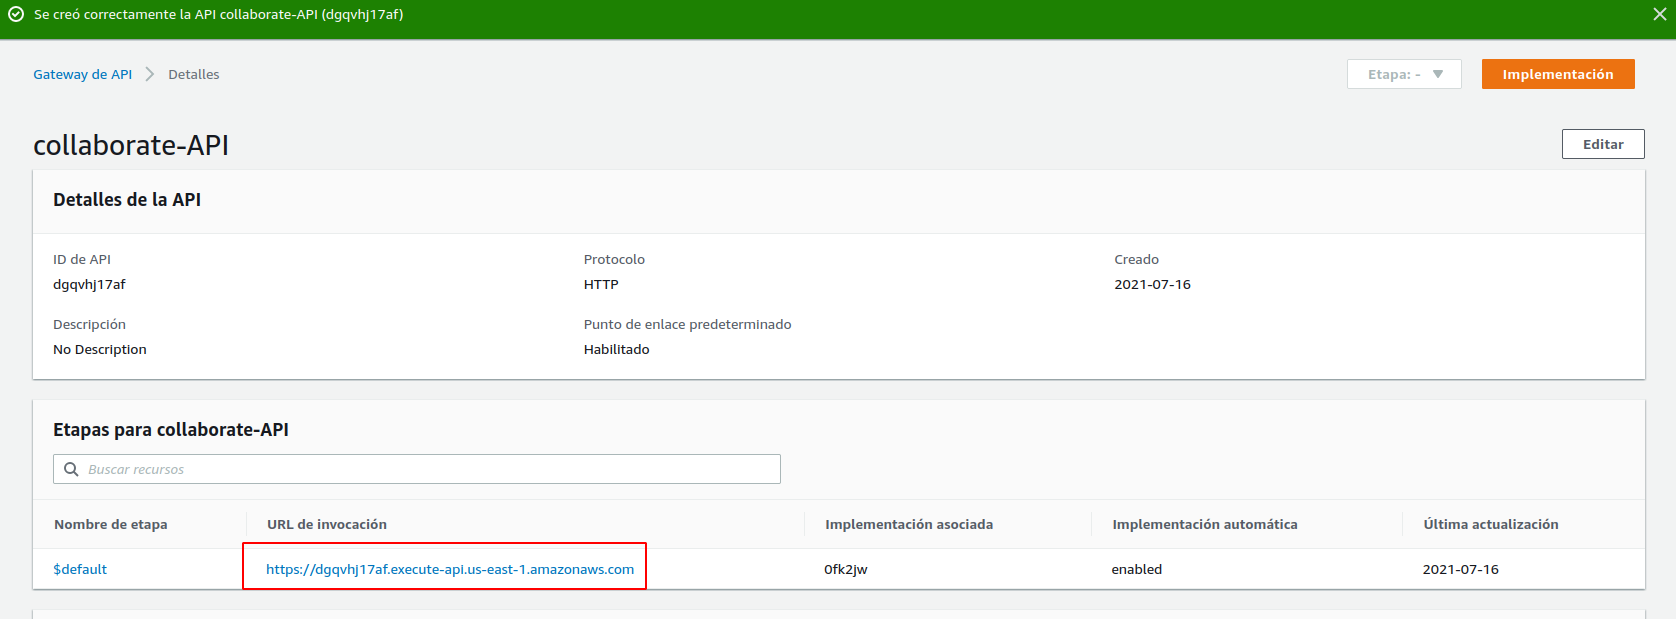 Se creó correctamente la API collaborate-API (dgqvhj17af)
Gateway de API Detalles
Etapa: - Implementación
collaborate-API
Editar
Detalles de la API
ID de API Protocolo Creado
dgqvhj17af HTTP 2021-07-16
Descripción Punto de enlace predeterminado
No Description Habilitado
Etapas para collaborate-API
Buscar recursos
Nombre de etapa URL de invocación Implementación asociada Implementación automática Última actualización
$default https://dgqvhj17af.execute-api.us-east-1.amazonaws.com 0fk2jw enabled 2021-07-16